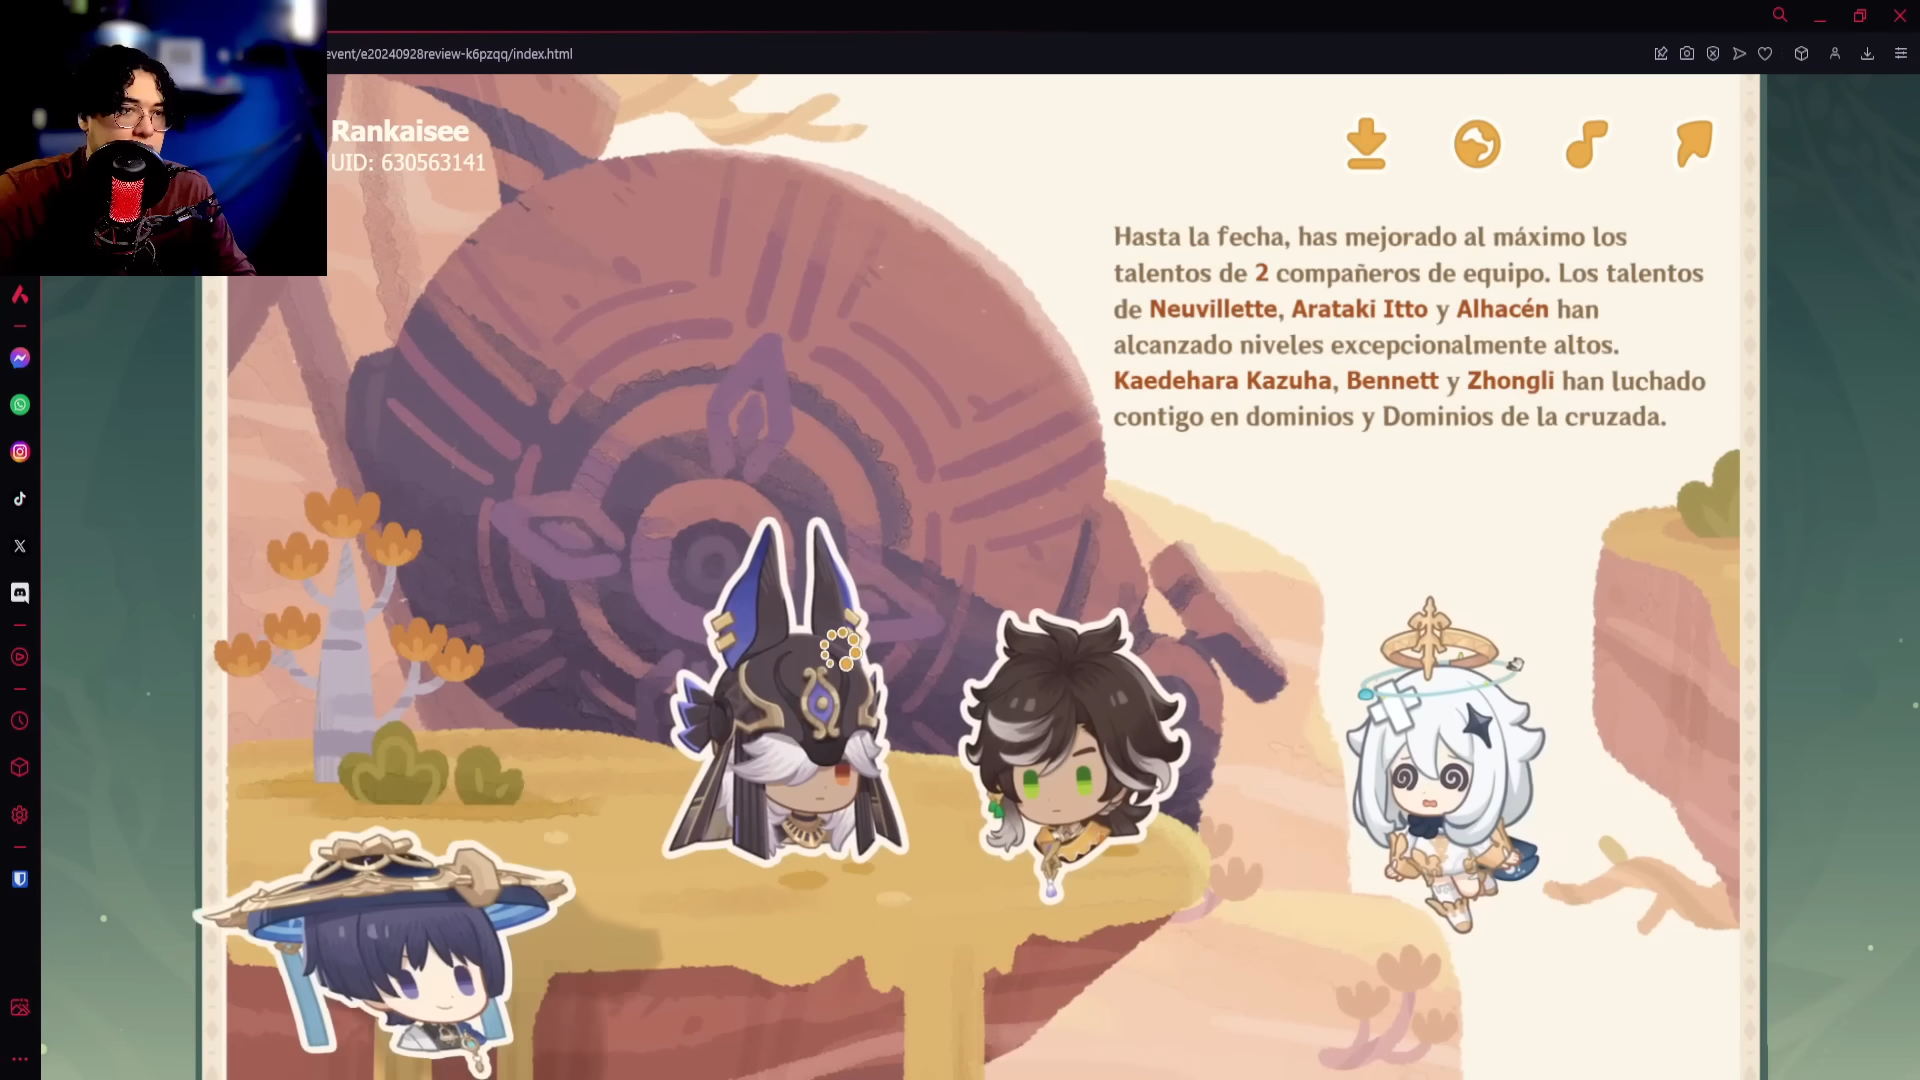 event/e20240928review-k6pzqq/index.html
Rankaisee
UID: 630563141
Hasta la fecha, has mejorado al máximo los
talentos de 2 compañeros de equipo. Los talentos
de Neuvillette, Arataki Itto y Alhacén han
alcanzado niveles excepcionalmente altos.
Kaedehara Kazuha, Bennett y Zhongli han luchado
contigo en dominios y Dominios de la cruzada.